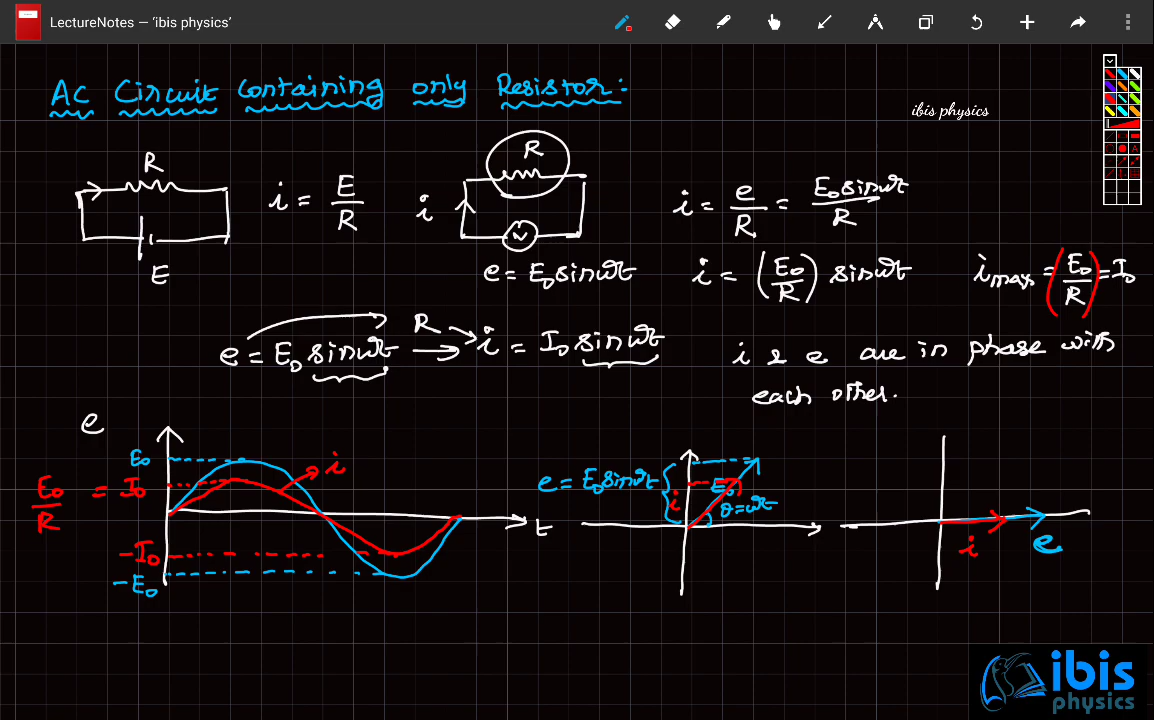 LectureNotes — 'ibis physics'
AC Circuit Containing only Resistor:
ibis physics
R
E
i = E/R
R
i
e = E₀ sinωt
i = e/R = E₀ sinωt/R
i = (E₀/R) sinωt
i max = (E₀/R) = I₀
e = E₀ sinωt R → i = I₀ sinωt
i & e are in phase with
each other.
e
E₀
E₀/R = I₀
i
-I₀
-E₀
t
e = E₀ sinωt
i
E₀
θ = ωt
i
e
ibis
physics